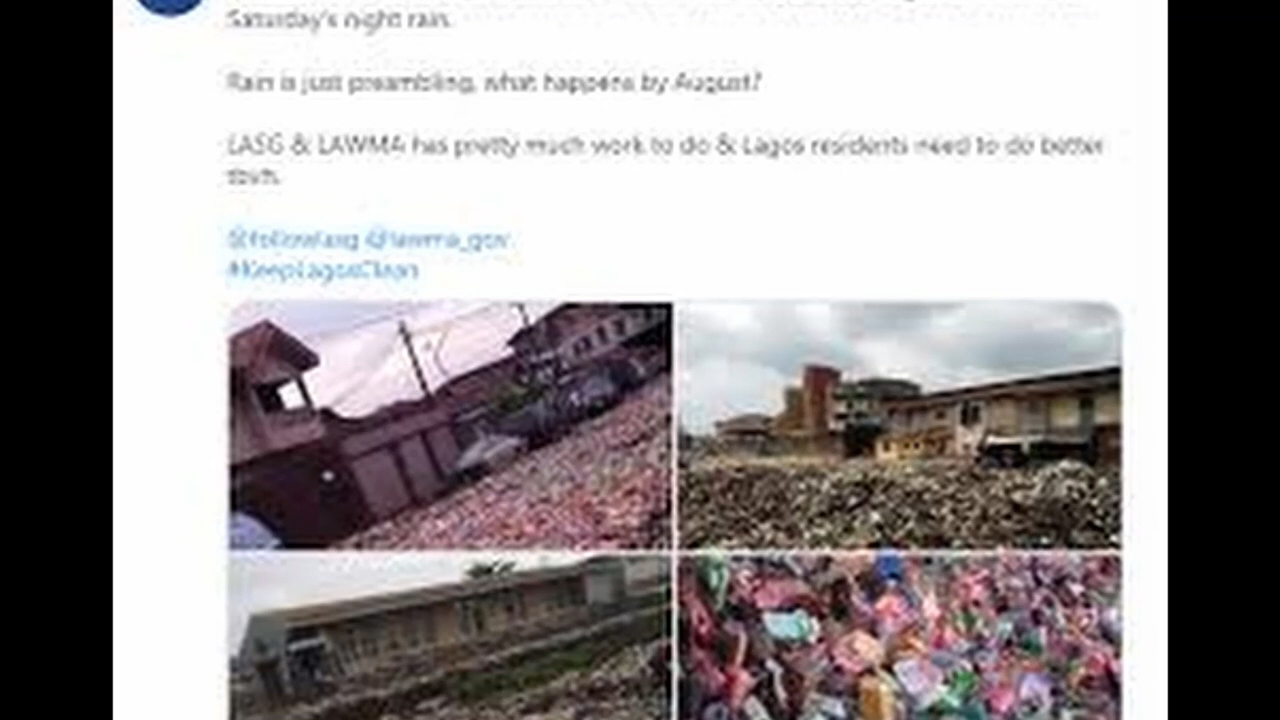 Saturday's night rain.
Rain is just preambling, what happens by August?
LASG & LAWMA has pretty much work to do & Lagos residents need to do better
@followlasg @lawma_gov
#KeepLagosClean